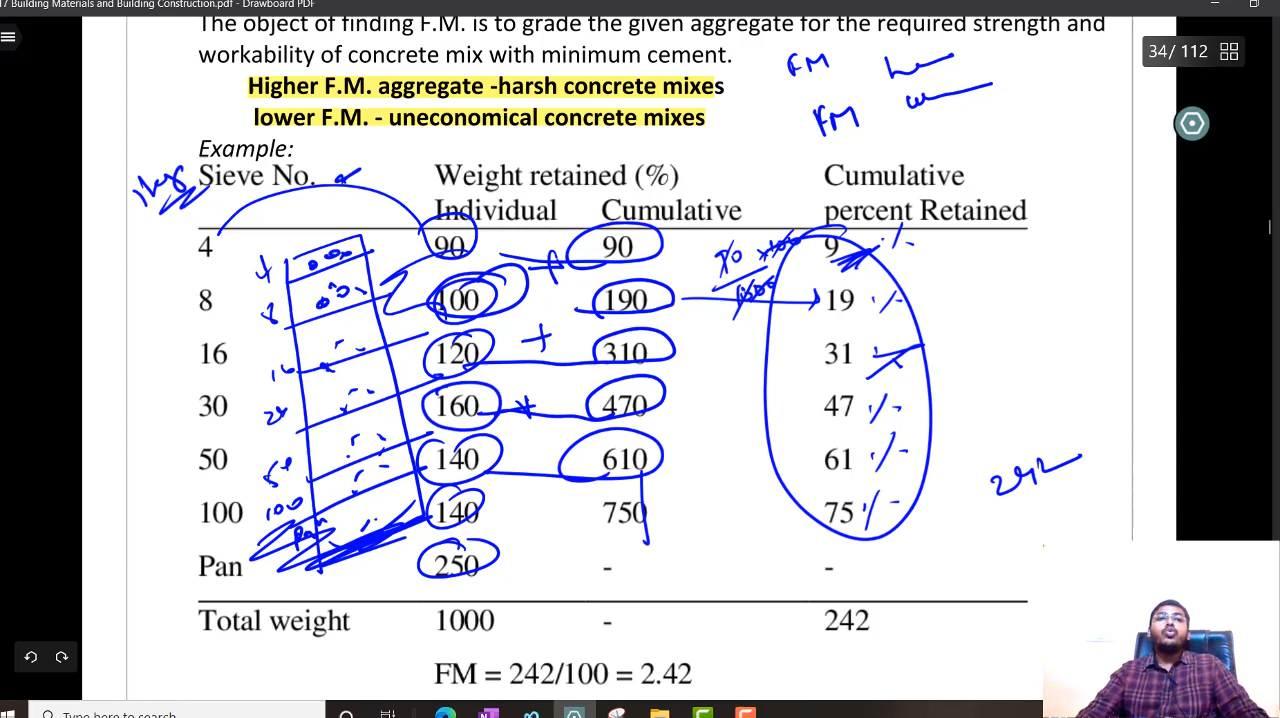 17 Building Materials and Building Construction.pdf - Drawboard PDF
34 / 112
The object of finding F.M. is to grade the given aggregate for the required strength and
workability of concrete mix with minimum cement.
FM
Higher F.M. aggregate -harsh concrete mixes
lower F.M. - uneconomical concrete mixes
FM
Example:
Sieve No. Weight retained (%) Cumulative
Individual Cumulative percent Retained
4 90 90 9 %
8 100 190 19 %
16 120 310 31
30 160 470 47 %
50 140 610 61 %
100 140 750 75 %
Pan 250 - -
Total weight 1000 - 242
FM = 242/100 = 2.42
4
8
16
100
Pan
242
Type here to search